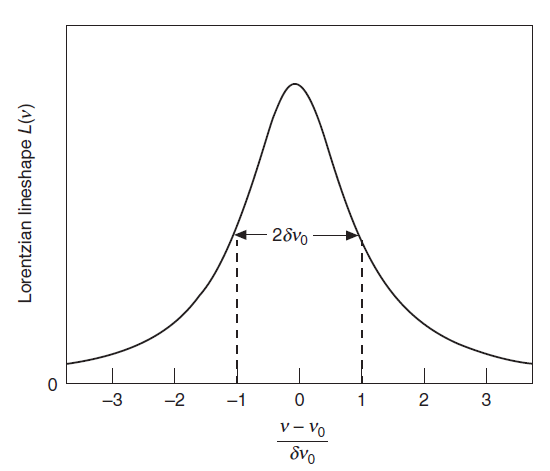 Lorentzian lineshape L(ν)
2δν₀
0
–3 –2 –1 0 1 2 3
ν – ν₀
δν₀